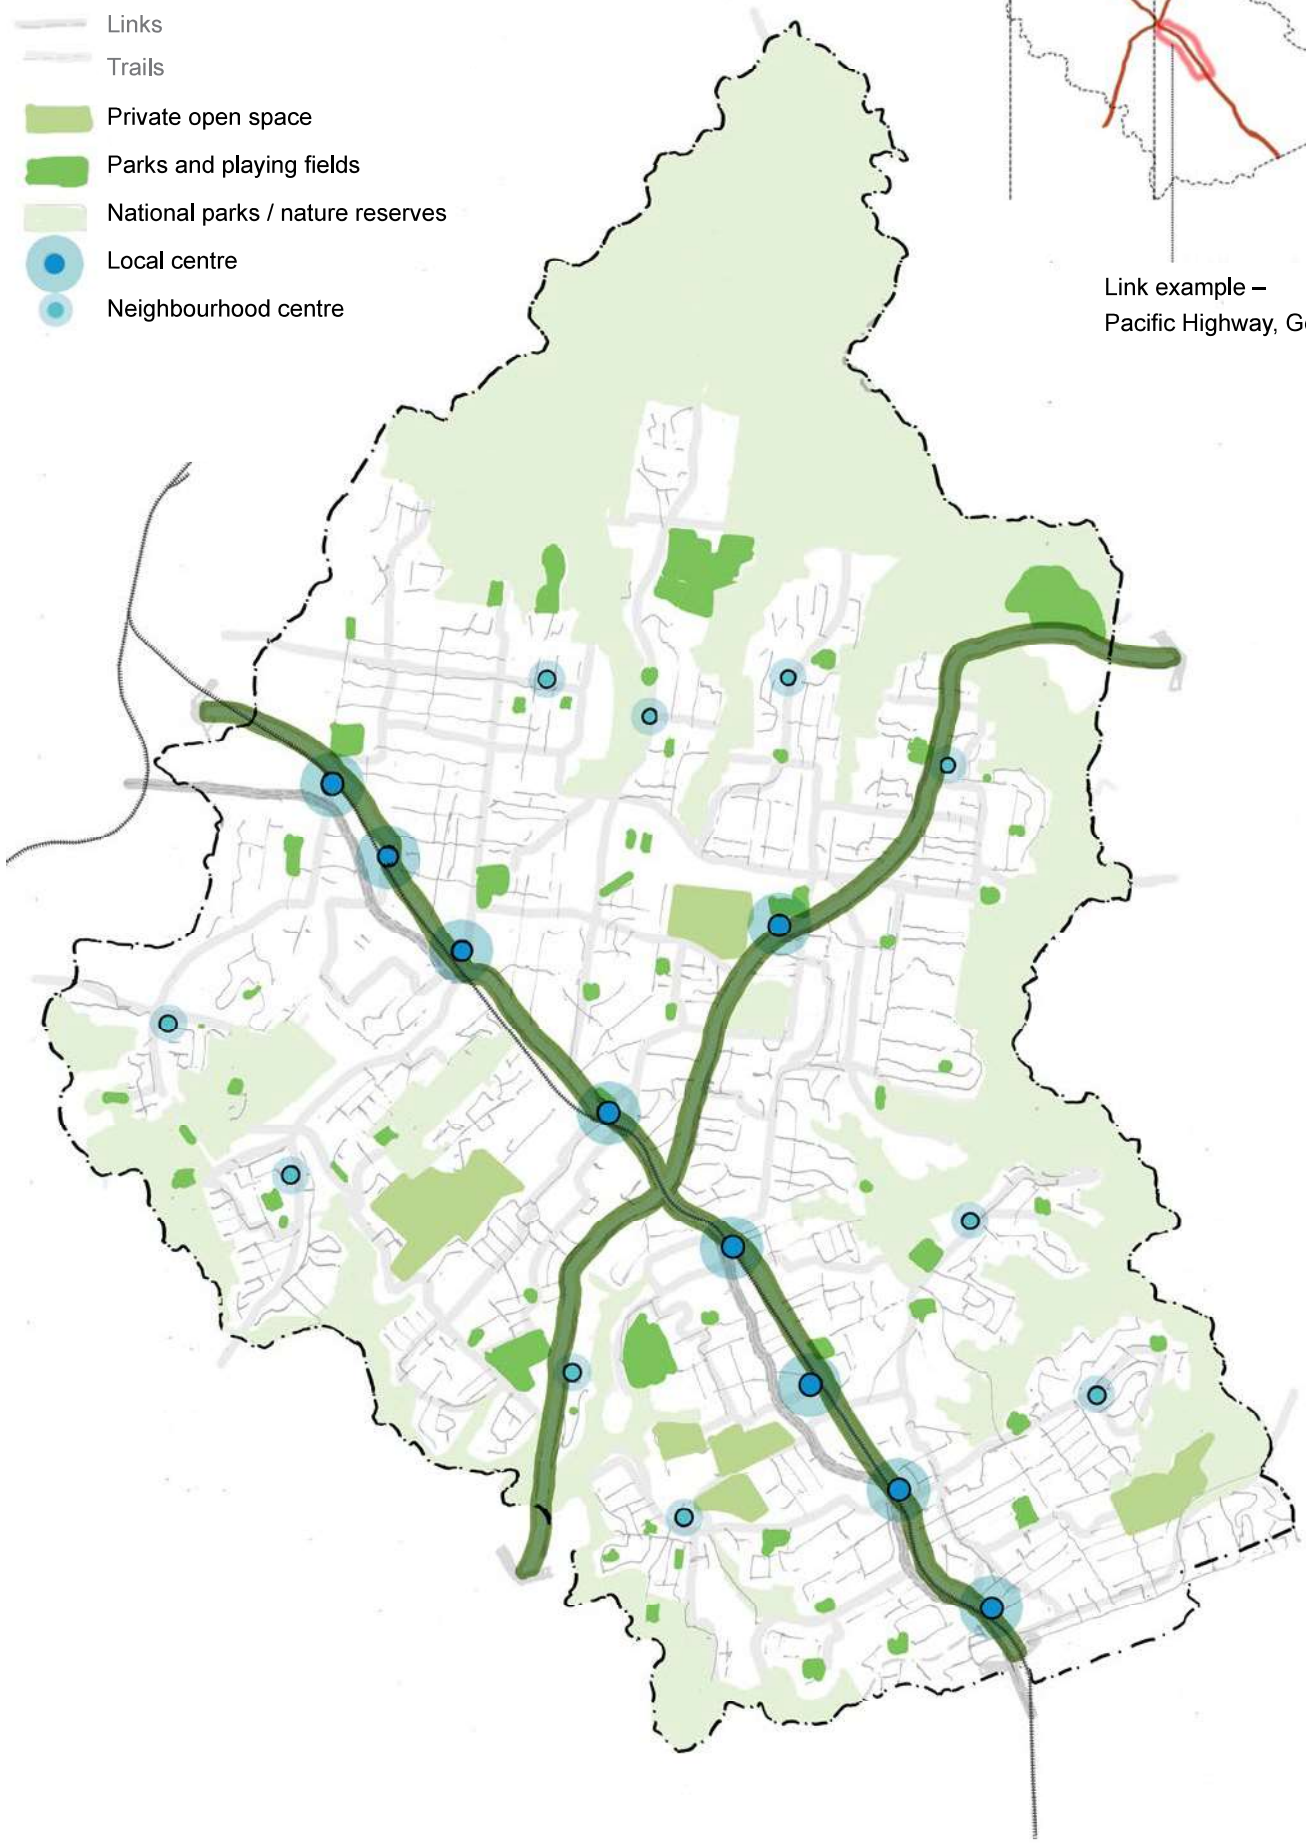 Links
Trails
Private open space
Parks and playing fields
National parks / nature reserves
Local centre
Neighbourhood centre
Link example –
Pacific Highway,